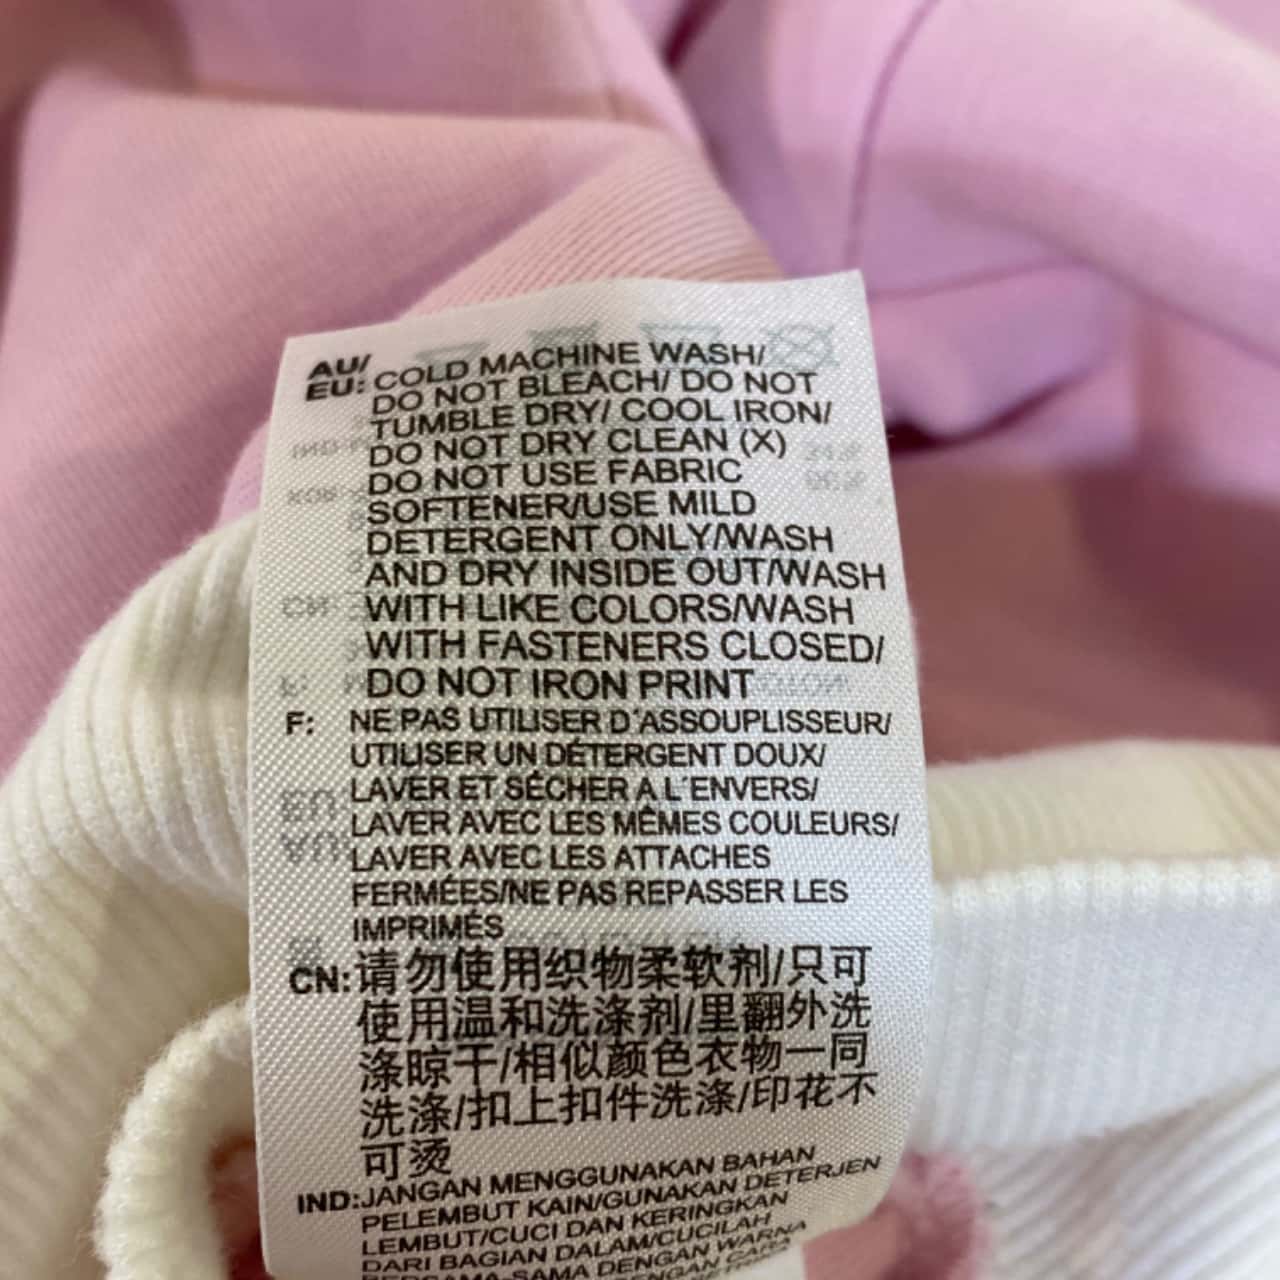 AU/
EU: COLD MACHINE WASH/
DO NOT BLEACH/ DO NOT
TUMBLE DRY/ COOL IRON/
DO NOT DRY CLEAN (X)
DO NOT USE FABRIC
SOFTENER/USE MILD
DETERGENT ONLY/WASH
AND DRY INSIDE OUT/WASH
WITH LIKE COLORS/WASH
WITH FASTENERS CLOSED/
DO NOT IRON PRINT
F: NE PAS UTILISER D'ASSOUPLISSEUR/
UTILISER UN DÉTERGENT DOUX/
LAVER ET SÉCHER A L'ENVERS/
LAVER AVEC LES MÊMES COULEURS/
LAVER AVEC LES ATTACHES
FERMÉES/NE PAS REPASSER LES
IMPRIMÉS
CN: 请勿使用织物柔软剂/只可
使用温和洗涤剂/里翻外洗
涤晾干/相似颜色衣物一同
洗涤/扣上扣件洗涤/印花不
可烫
IND: JANGAN MENGGUNAKAN BAHAN
PELEMBUT KAIN/GUNAKAN DETERJEN
LEMBUT/CUCI DAN KERINGKAN
DARI BAGIAN DALAM/CUCILAH
BERSAMA-SAMA DENGAN WARNA
DENGAN CARA